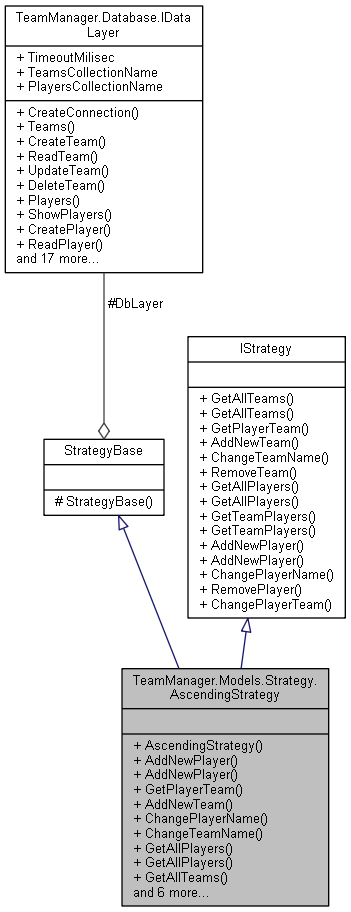 TeamManager.Database.IData
Layer
+ TimeoutMilisec
+ TeamsCollectionName
+ PlayersCollectionName
+ CreateConnection()
+ Teams()
+ CreateTeam()
+ ReadTeam()
+ UpdateTeam()
+ DeleteTeam()
+ Players()
+ ShowPlayers()
+ CreatePlayer()
+ ReadPlayer()
and 17 more...
#DbLayer
IStrategy
+ GetAllTeams()
+ GetAllTeams()
+ GetPlayerTeam()
+ AddNewTeam()
+ ChangeTeamName()
+ RemoveTeam()
+ GetAllPlayers()
+ GetAllPlayers()
+ GetTeamPlayers()
+ GetTeamPlayers()
+ AddNewPlayer()
+ AddNewPlayer()
+ ChangePlayerName()
+ RemovePlayer()
+ ChangePlayerTeam()
StrategyBase
# StrategyBase()
TeamManager.Models.Strategy.
AscendingStrategy
+ AscendingStrategy()
+ AddNewPlayer()
+ AddNewPlayer()
+ GetPlayerTeam()
+ AddNewTeam()
+ ChangePlayerName()
+ ChangeTeamName()
+ GetAllPlayers()
+ GetAllPlayers()
+ GetAllTeams()
and 6 more...